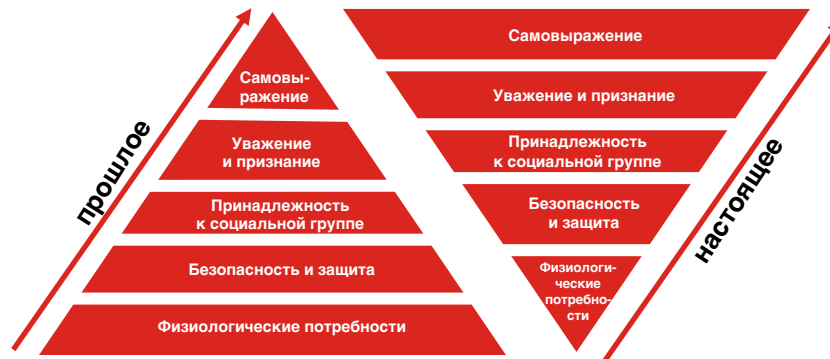 прошлое
Самовы-
ражение
Уважение
и признание
Принадлежность
к социальной группе
Безопасность и защита
Физиологические потребности
Самовыражение
Уважение и признание
Принадлежность
к социальной группе
Безопасность
и защита
Физиологи-
ческие
потребно-
сти
настоящее